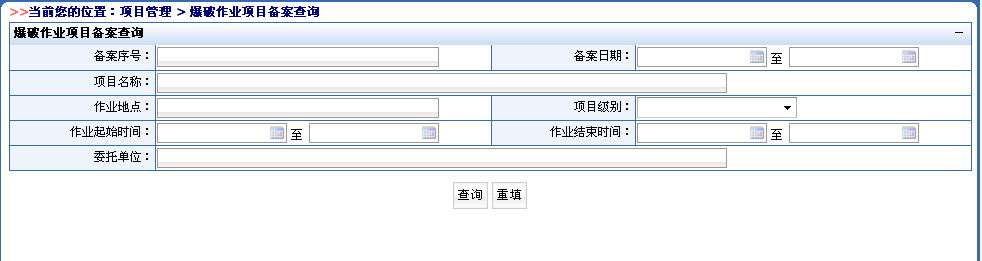 >>当前您的位置：项目管理 > 爆破作业项目备案查询
爆破作业项目备案查询
备案序号： 备案日期： 至
项目名称：
作业地点： 项目级别：
作业起始时间： 至 作业结束时间： 至
委托单位：
查询 重填